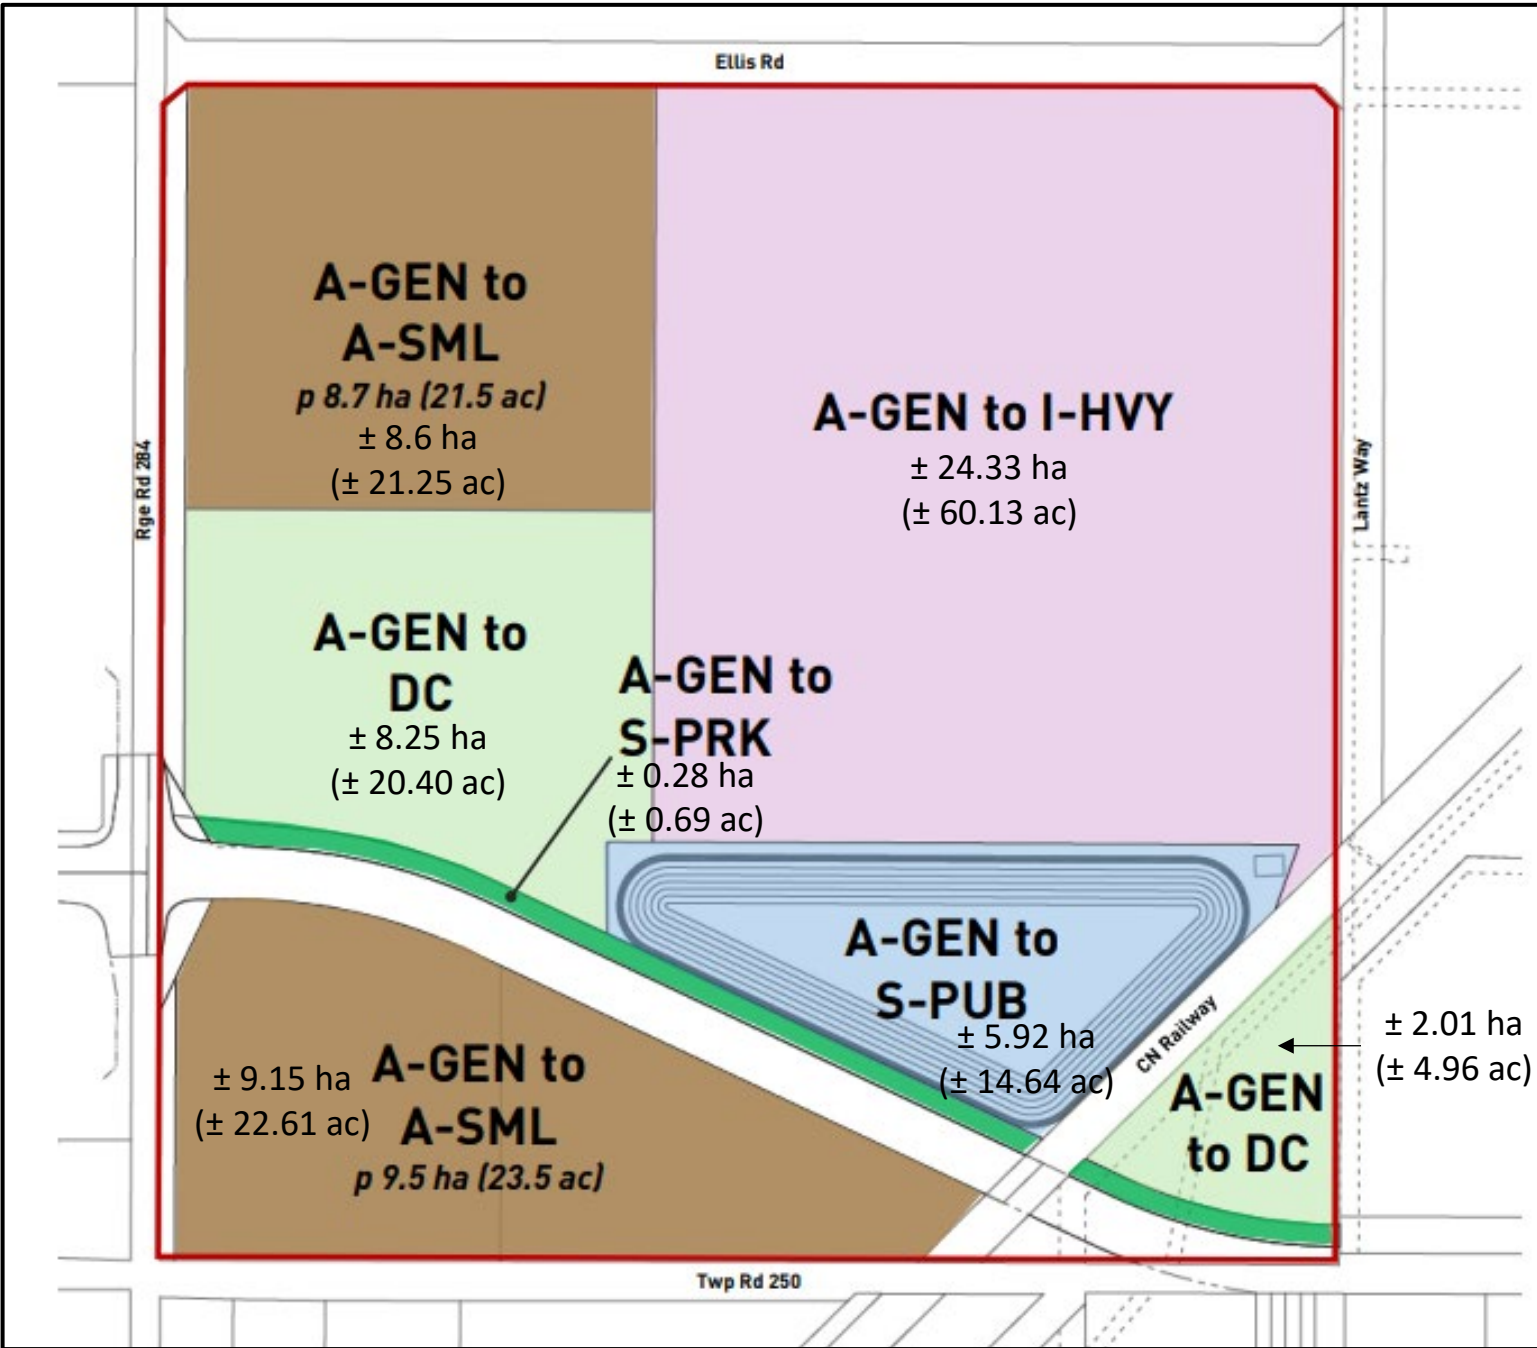 Ellis Rd
A-GEN to
A-SML
p 8.7 ha (21.5 ac)
± 8.6 ha
(± 21.25 ac)
A-GEN to I-HVY
± 24.33 ha
(± 60.13 ac)
Rge Rd 284
Lantz Way
A-GEN to
DC
± 8.25 ha
(± 20.40 ac)
A-GEN to
S-PRK
± 0.28 ha
(± 0.69 ac)
A-GEN to
S-PUB
± 5.92 ha
(± 14.64 ac)
CN Railway
± 2.01 ha
(± 4.96 ac)
A-GEN
to DC
± 9.15 ha
(± 22.61 ac)
A-GEN to
A-SML
p 9.5 ha (23.5 ac)
Twp Rd 250